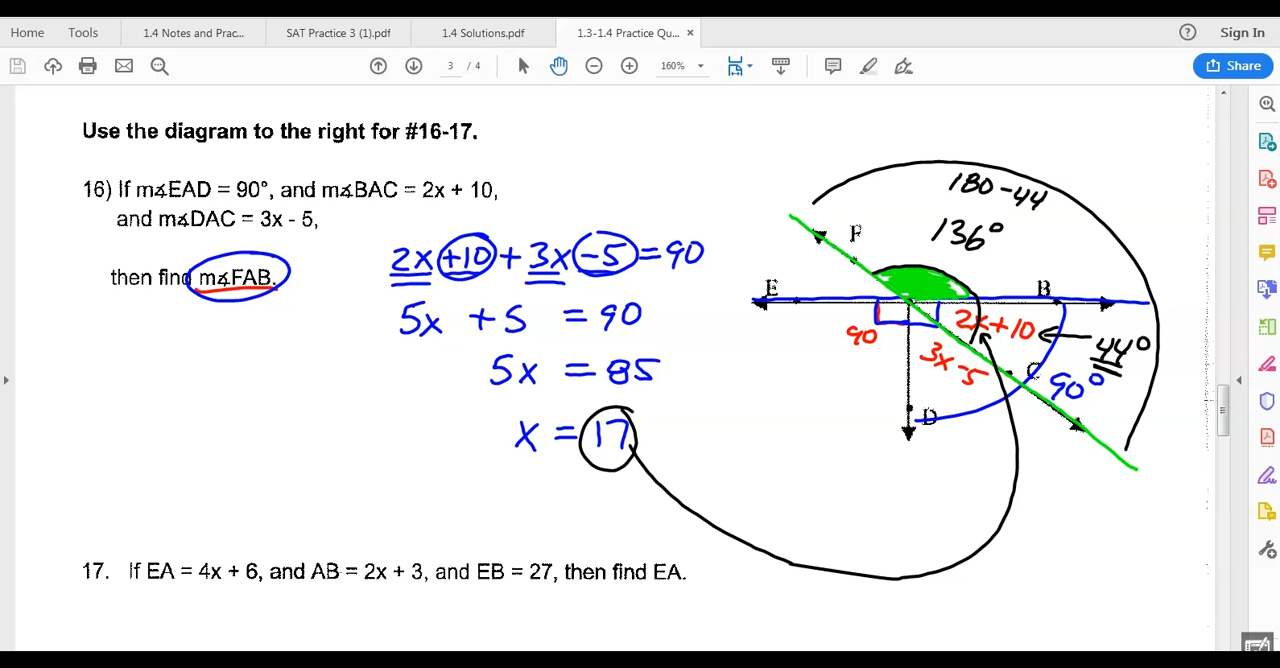 Home Tools 1.4 Notes and Prac... SAT Practice 3 (1).pdf 1.4 Solutions.pdf 1.3-1.4 Practice Qu... × ? Sign In
3 / 4 160% Share
Use the diagram to the right for #16-17.
16) If m∡EAD = 90°, and m∡BAC = 2x + 10,
and m∡DAC = 3x - 5,
then find m∡FAB.
2x +10 + 3x -5 = 90
5x + 5 = 90
5x = 85
x = 17
180-44
136°
F
E
B
90
2x+10
44°
3x-5
C
90°
D
17. If EA = 4x + 6, and AB = 2x + 3, and EB = 27, then find EA.